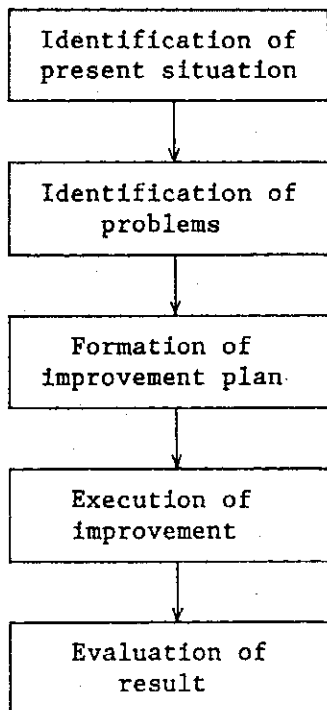 Identification of
present situation
Identification of
problems
Formation of
improvement plan
Execution of
improvement
Evaluation of
result